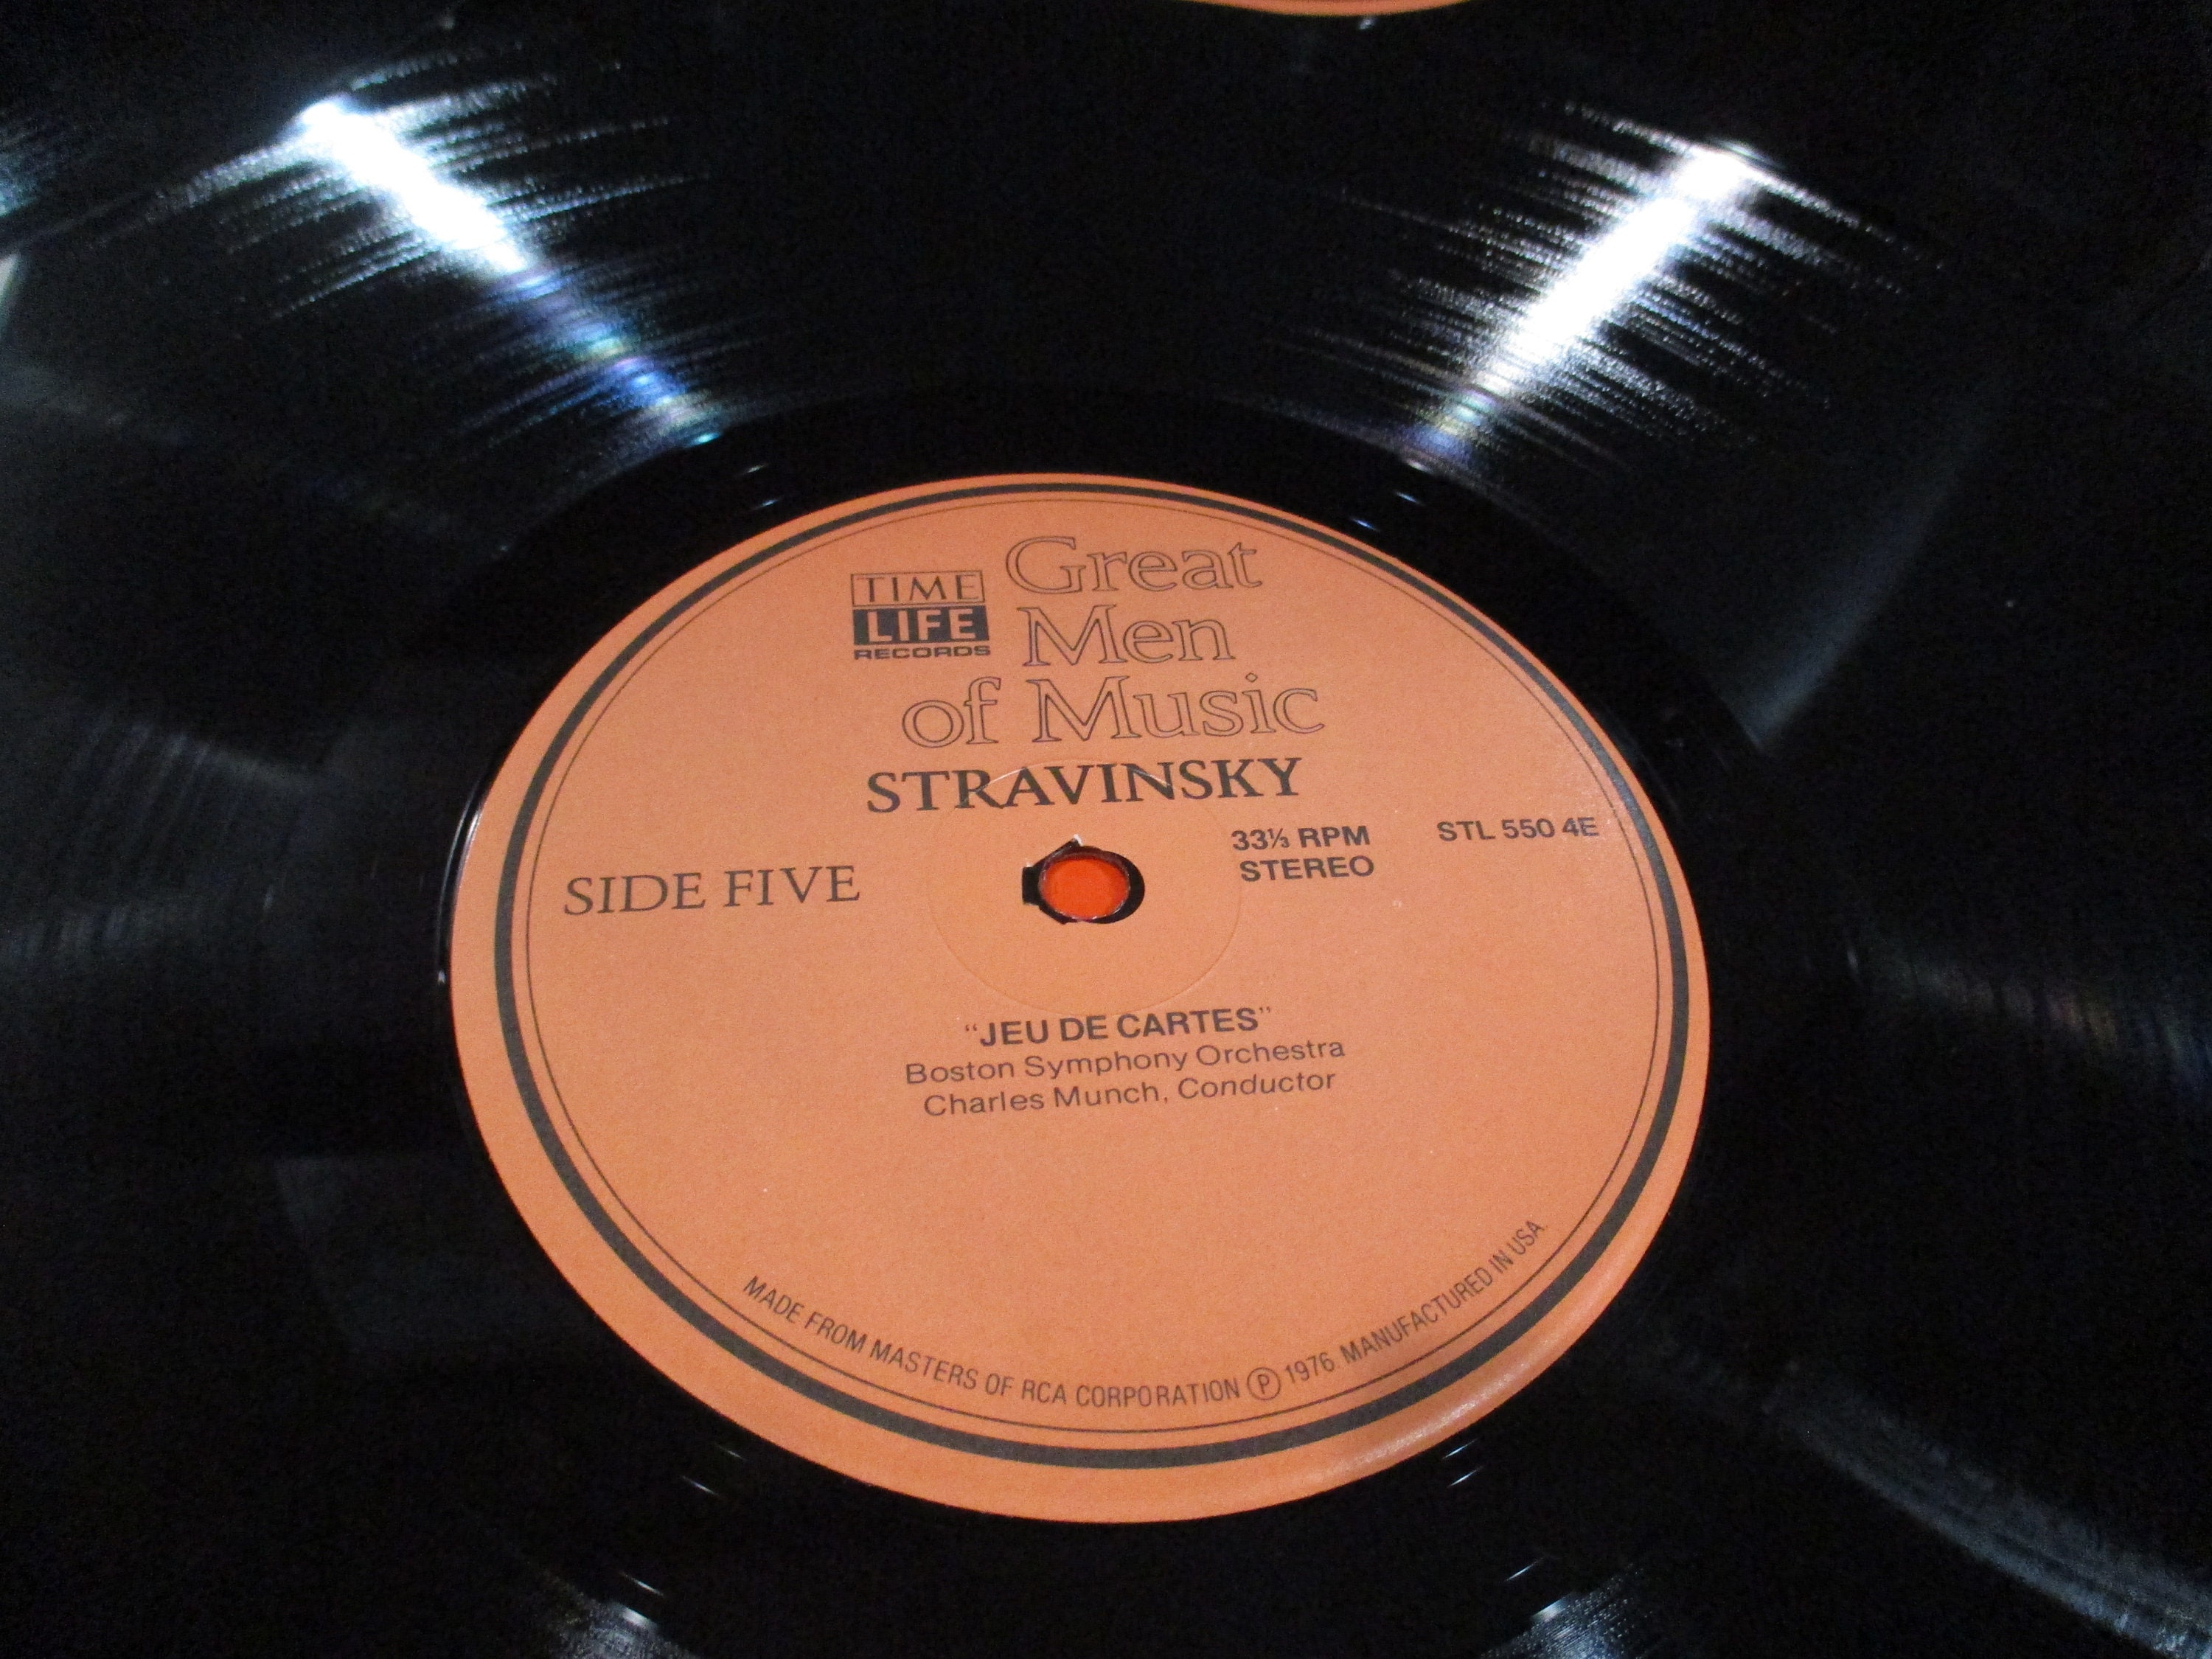 TIME
LIFE
RECORDS
Great
Men
of Music
STRAVINSKY
33⅓ RPM
STEREO
STL 550 4E
SIDE FIVE
“JEU DE CARTES”
Boston Symphony Orchestra
Charles Munch, Conductor
MADE FROM MASTERS OF RCA CORPORATION Ⓟ 1976. MANUFACTURED IN USA.